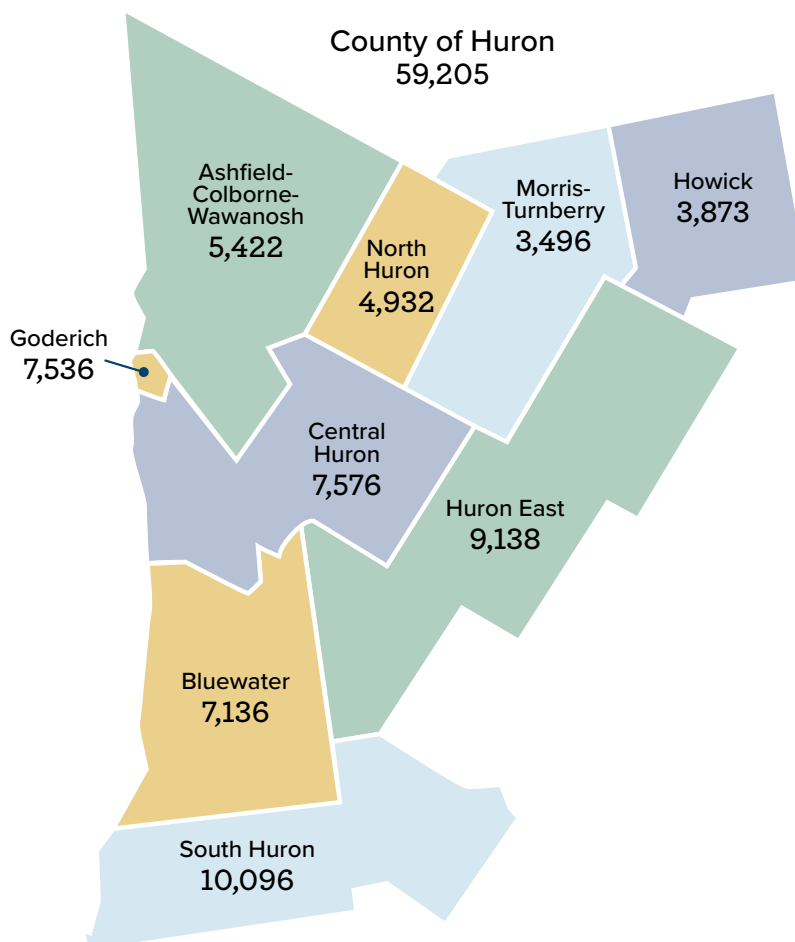 County of Huron
59,205
Ashfield-
Colborne-
Wawanosh
5,422
North
Huron
4,932
Morris-
Turnberry
3,496
Howick
3,873
Goderich
7,536
Central
Huron
7,576
Huron East
9,138
Bluewater
7,136
South Huron
10,096